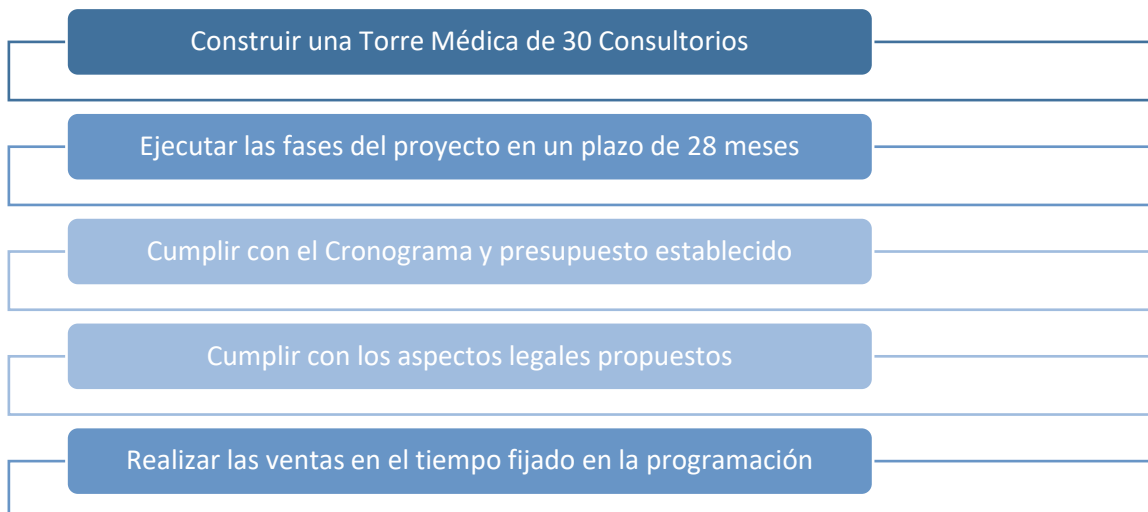 Construir una Torre Médica de 30 Consultorios
Ejecutar las fases del proyecto en un plazo de 28 meses
Cumplir con el Cronograma y presupuesto establecido
Cumplir con los aspectos legales propuestos
Realizar las ventas en el tiempo fijado en la programación